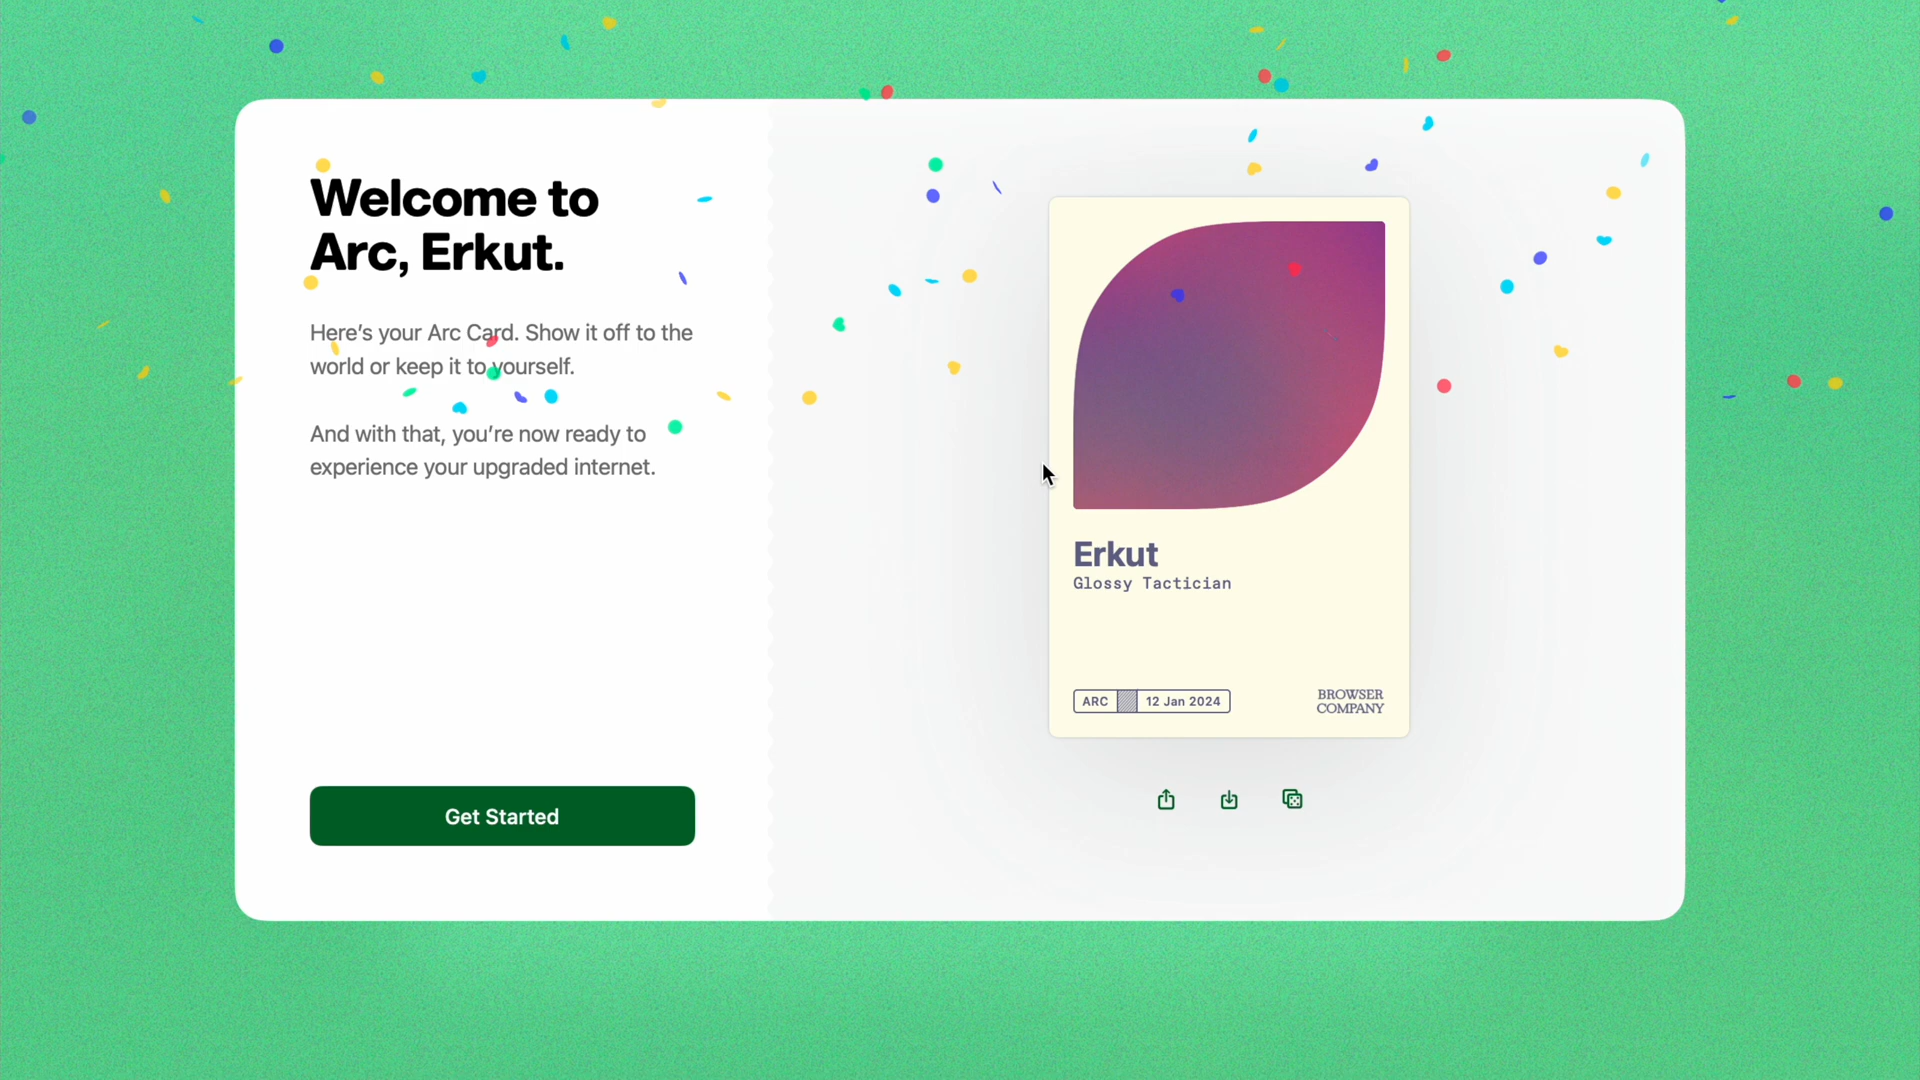 Welcome to
Arc, Erkut.
Here’s your Arc Card. Show it off to the
world or keep it to yourself.
And with that, you’re now ready to
experience your upgraded internet.
Get Started
Erkut
Glossy Tactician
ARC 12 Jan 2024
BROWSER
COMPANY